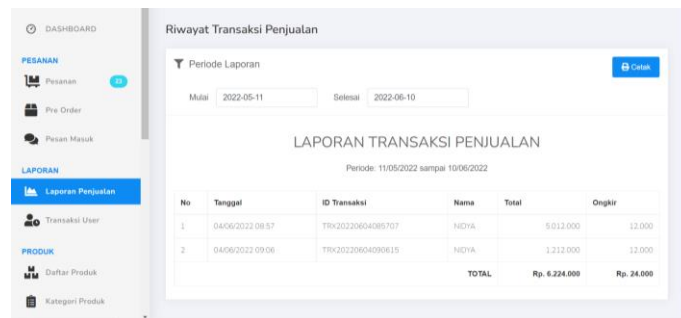 DASHBOARD
PESANAN
Pesanan 23
Pre Order
Pesan Masuk
LAPORAN
Laporan Penjualan
Transaksi User
PRODUK
Daftar Produk
Kategori Produk
Riwayat Transaksi Penjualan
Periode Laporan
Cetak
Mulai 2022-05-11 Selesai 2022-06-10
LAPORAN TRANSAKSI PENJUALAN
Periode: 11/05/2022 sampai 10/06/2022
No Tanggal ID Transaksi Nama Total Ongkir
1 04/06/2022 08:57 TRX20220604085707 NIDYA 5.012.000 12.000
2 04/06/2022 09:06 TRX20220604090615 NIDYA 1.212.000 12.000
TOTAL Rp. 6.224.000 Rp. 24.000